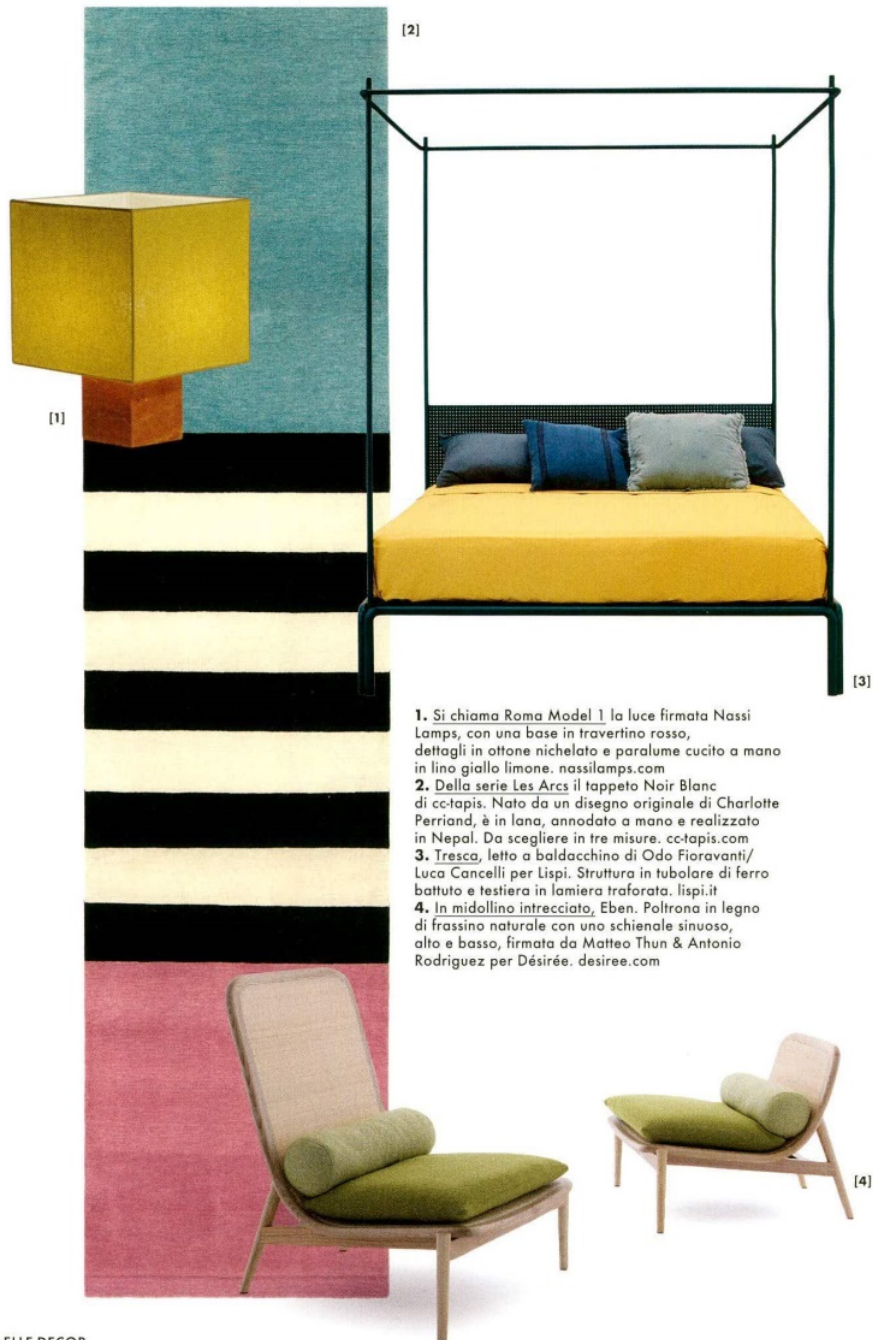 [2]
[1]
[3]
1. Si chiama Roma Model 1 la luce firmata Nassi
Lamps, con una base in travertino rosso,
dettagli in ottone nichelato e paralume cucito a mano
in lino giallo limone. nassilamps.com
2. Della serie Les Arcs il tappeto Noir Blanc
di cc-tapis. Nato da un disegno originale di Charlotte
Perriand, è in lana, annodato a mano e realizzato
in Nepal. Da scegliere in tre misure. cc-tapis.com
3. Tresca, letto a baldacchino di Odo Fioravanti/
Luca Cancelli per Lispi. Struttura in tubolare di ferro
battuto e testiera in lamiera traforata. lispi.it
4. In midollino intrecciato, Eben. Poltrona in legno
di frassino naturale con uno schienale sinuoso,
alto e basso, firmata da Matteo Thun & Antonio
Rodriguez per Désirée. desiree.com
[4]
ELLE DECOR